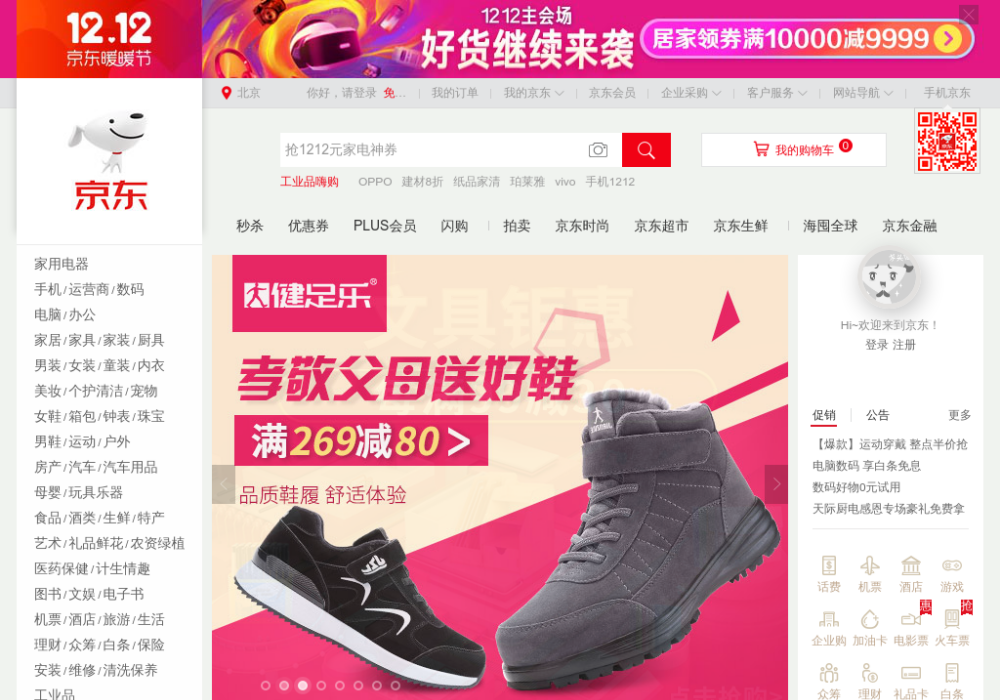 12.12
京东暖暖节
1212主会场
好货继续来袭
居家领券满10000减9999
北京
你好，请登录 免...
我的订单
我的京东
京东会员
企业采购
客户服务
网站导航
手机京东
京东
抢1212元家电神券
我的购物车 0
工业品嗨购 OPPO 建材8折 纸品家清 珀莱雅 vivo 手机1212
秒杀 优惠券 PLUS会员 闪购 拍卖 京东时尚 京东超市 京东生鲜 海囤全球 京东金融
家用电器
手机/运营商/数码
电脑/办公
家居/家具/家装/厨具
男装/女装/童装/内衣
美妆/个护清洁/宠物
女鞋/箱包/钟表/珠宝
男鞋/运动/户外
房产/汽车/汽车用品
母婴/玩具乐器
食品/酒类/生鲜/特产
艺术/礼品鲜花/农资绿植
医药保健/计生情趣
图书/文娱/电子书
机票/酒店/旅游/生活
理财/众筹/白条/保险
安装/维修/清洗保养
工业品
健足乐®
文具钜惠
孝敬父母送好鞋
满269减80 >
品质鞋履 舒适体验
点击抢购>
Hi~欢迎来到京东！
登录 注册
促销 公告 更多
【爆款】运动穿戴 整点半价抢
电脑数码 享白条免息
数码好物0元试用
天际厨电感恩专场豪礼免费拿
话费 机票 酒店 游戏
惠 抢
企业购 加油卡 电影票 火车票
众筹 理财 礼品卡 白条